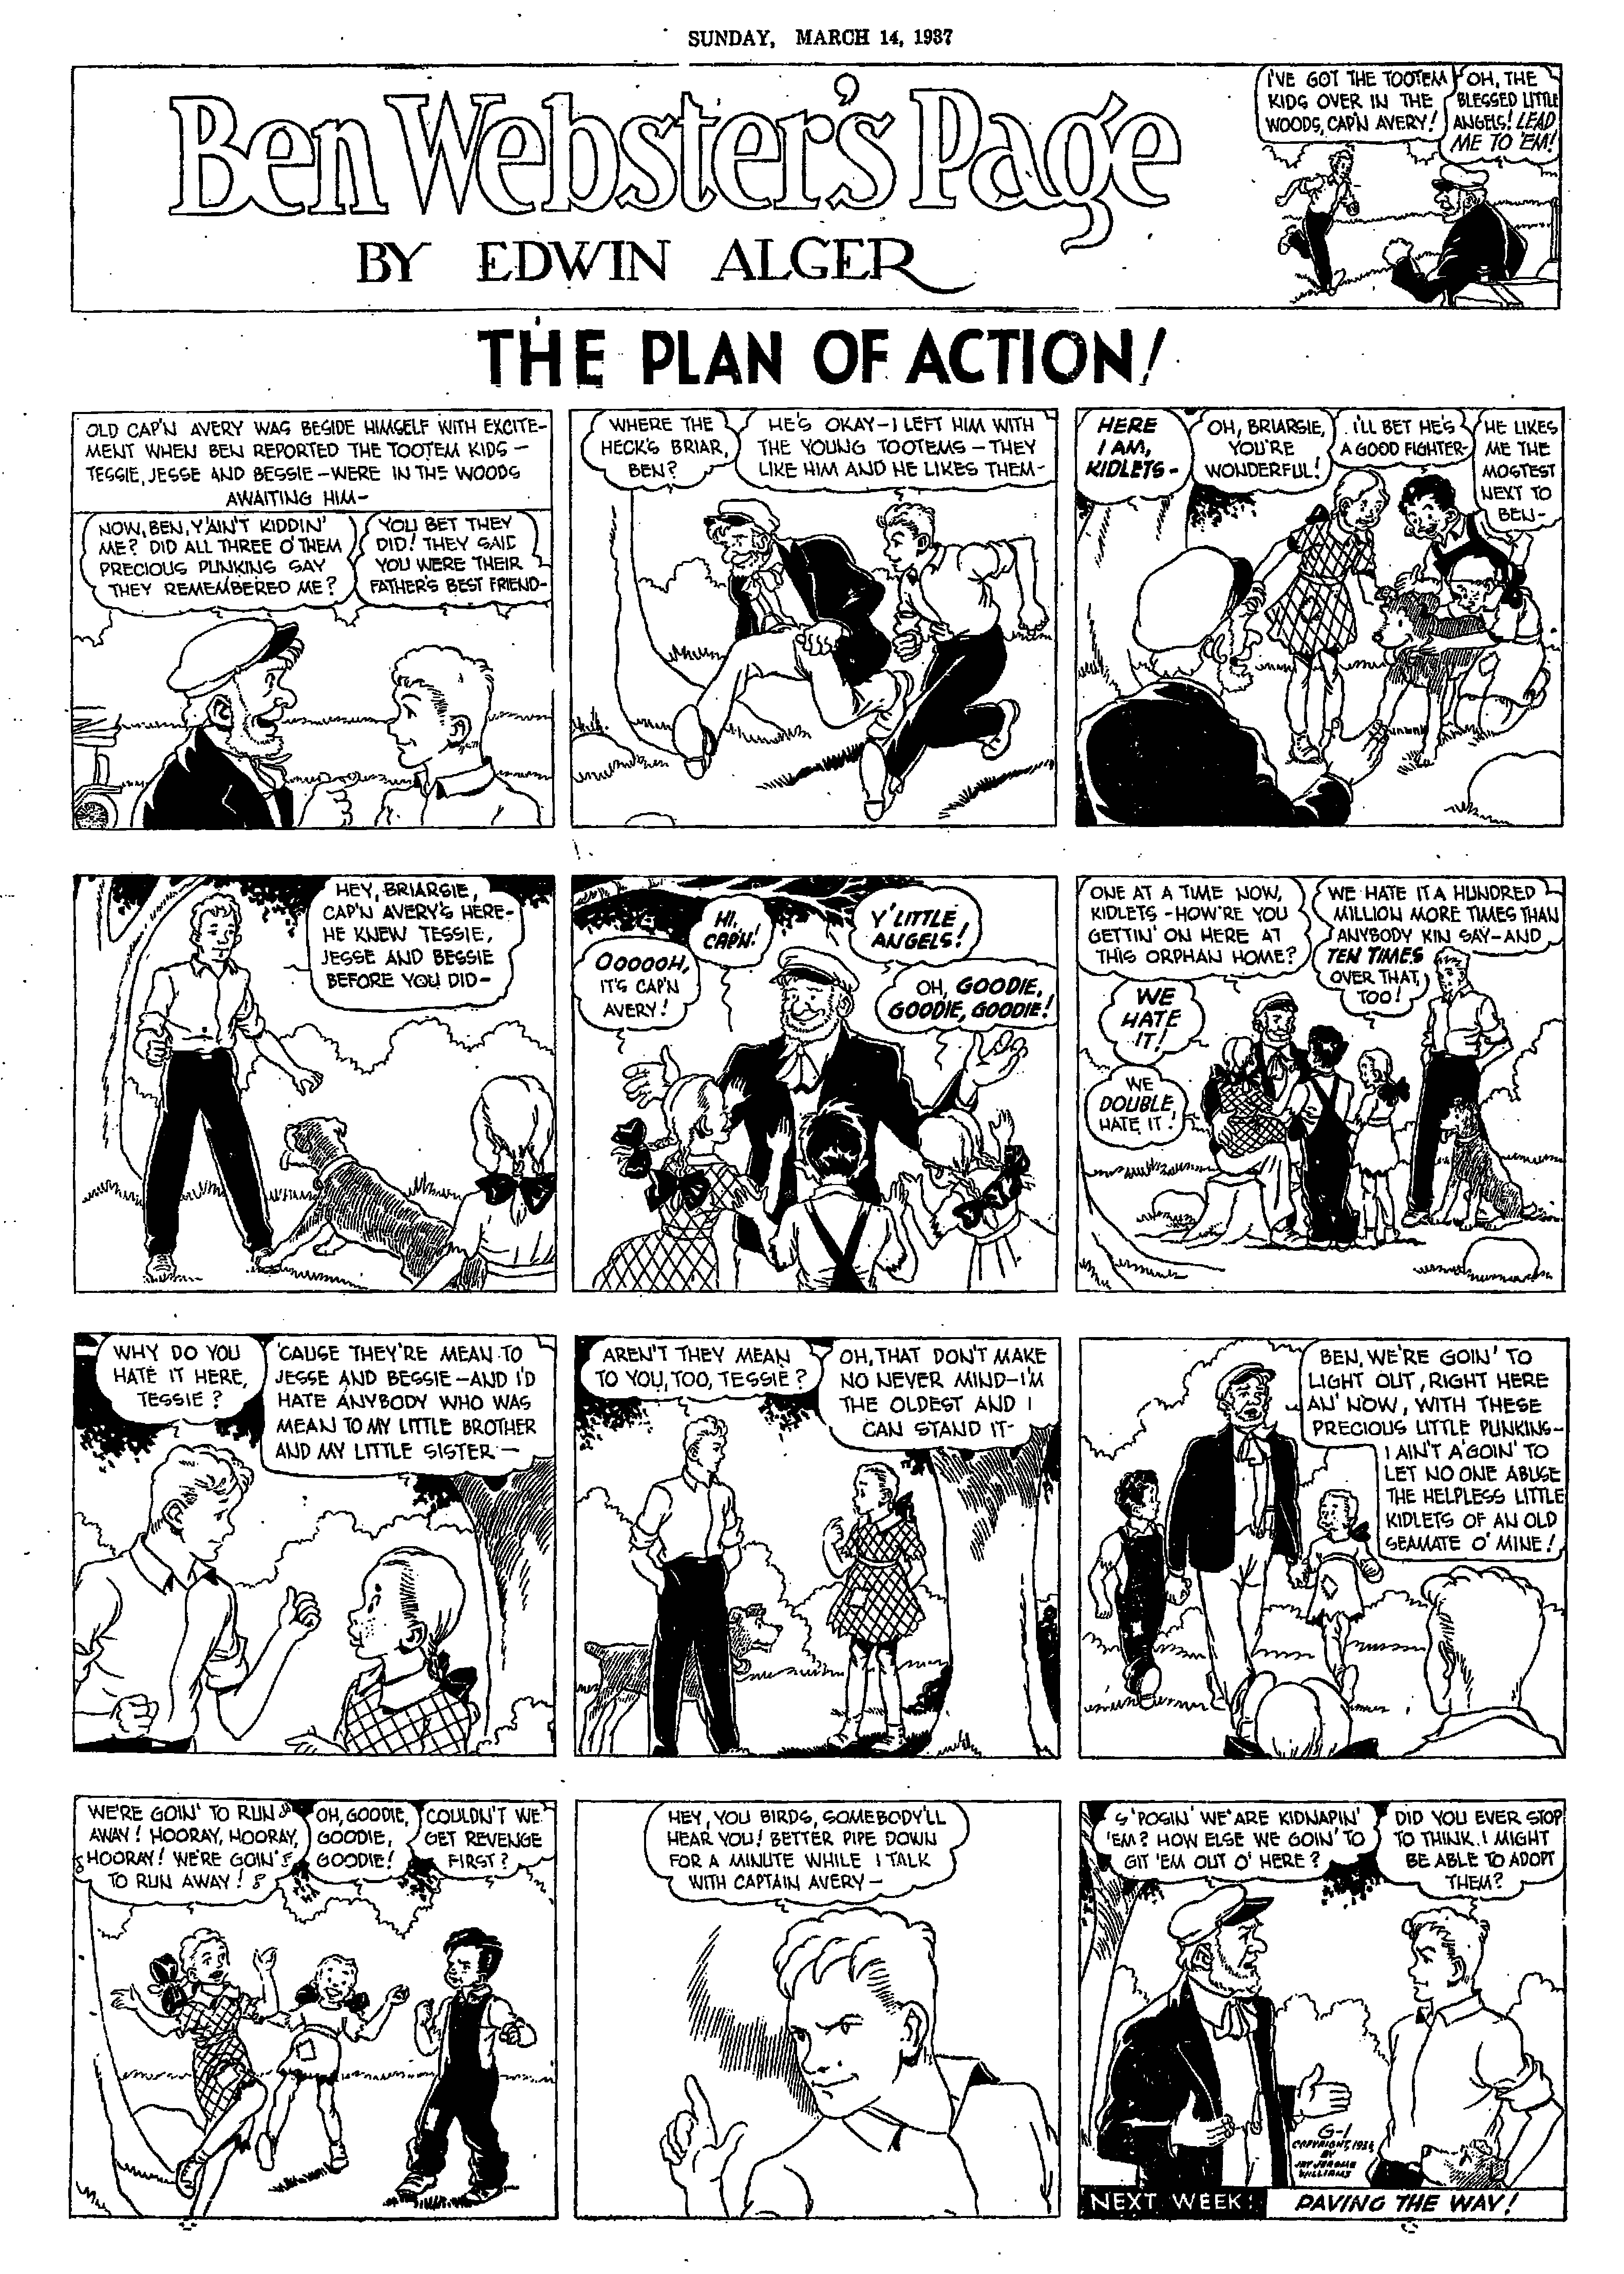 SUNDAY, MARCH 14, 1937
Ben Webster's Page
BY EDWIN ALGER
I'VE GOT THE TOOTEM
KIDS OVER IN THE
WOODS, CAP'N AVERY!
OH, THE
BLESSED LITTLE
ANGELS! LEAD
ME TO 'EM!
THE PLAN OF ACTION!
OLD CAP'N AVERY WAS BESIDE HIMSELF WITH EXCITE-
MENT WHEN BEN REPORTED THE TOOTEM KIDS -
TESSIE, JESSE AND BESSIE - WERE IN THE WOODS
AWAITING HIM -
NOW, BEN, Y'AIN'T KIDDIN'
ME? DID ALL THREE O'THEM
PRECIOUS PUNKINS SAY
THEY REMEMBERED ME?
YOU BET THEY
DID! THEY SAID
YOU WERE THEIR
FATHER'S BEST FRIEND-
WHERE THE
HECK'S BRIAR,
BEN?
HE'S OKAY - I LEFT HIM WITH
THE YOUNG TOOTEMS - THEY
LIKE HIM AND HE LIKES THEM-
HERE
I AM,
KIDLETS -
OH, BRIARSIE,
YOU'RE
WONDERFUL!
I'LL BET HE'S
A GOOD FIGHTER-
HE LIKES
ME THE
MOSTEST
NEXT TO
BEN-
HEY, BRIARSIE,
CAP'N AVERY'S HERE-
HE KNEW TESSIE,
JESSE AND BESSIE
BEFORE YOU DID-
OOOOOH,
IT'S CAP'N
AVERY!
HI,
CAP'N!
Y'LITTLE
ANGELS!
OH, GOODIE,
GOODIE, GOODIE!
ONE AT A TIME NOW,
KIDLETS - HOW'RE YOU
GETTIN' ON HERE AT
THIS ORPHAN HOME?
WE
HATE
IT!
WE
DOUBLE
HATE IT!
WE HATE IT A HUNDRED
MILLION MORE TIMES THAN
ANYBODY KIN SAY - AND
TEN TIMES
OVER THAT,
TOO!
WHY DO YOU
HATE IT HERE,
TESSIE?
'CAUSE THEY'RE MEAN TO
JESSE AND BESSIE - AND I'D
HATE ANYBODY WHO WAS
MEAN TO MY LITTLE BROTHER
AND MY LITTLE SISTER -
AREN'T THEY MEAN
TO YOU, TOO, TESSIE?
OH, THAT DON'T MAKE
NO NEVER MIND - I'M
THE OLDEST AND I
CAN STAND IT-
BEN, WE'RE GOIN' TO
LIGHT OUT, RIGHT HERE
AN' NOW, WITH THESE
PRECIOUS LITTLE PUNKINS -
I AIN'T A'GOIN' TO
LET NO ONE ABUSE
THE HELPLESS LITTLE
KIDLETS OF AN OLD
SEAMATE O' MINE!
WE'RE GOIN' TO RUN
AWAY! HOORAY, HOORAY,
HOORAY! WE'RE GOIN'
TO RUN AWAY!
OH, GOODIE,
GOODIE,
GOODIE!
COULDN'T WE
GET REVENGE
FIRST?
HEY, YOU BIRDS, SOMEBODY'LL
HEAR YOU! BETTER PIPE DOWN
FOR A MINUTE WHILE I TALK
WITH CAPTAIN AVERY -
S'POSIN' WE ARE KIDNAPIN'
'EM? HOW ELSE WE GOIN' TO
GIT 'EM OUT O' HERE?
DID YOU EVER STOP
TO THINK I MIGHT
BE ABLE TO ADOPT
THEM?
G-1
COPYRIGHT, 1936
BY
JAY JEROME
WILLIAMS
NEXT WEEK:
PAVING THE WAY!